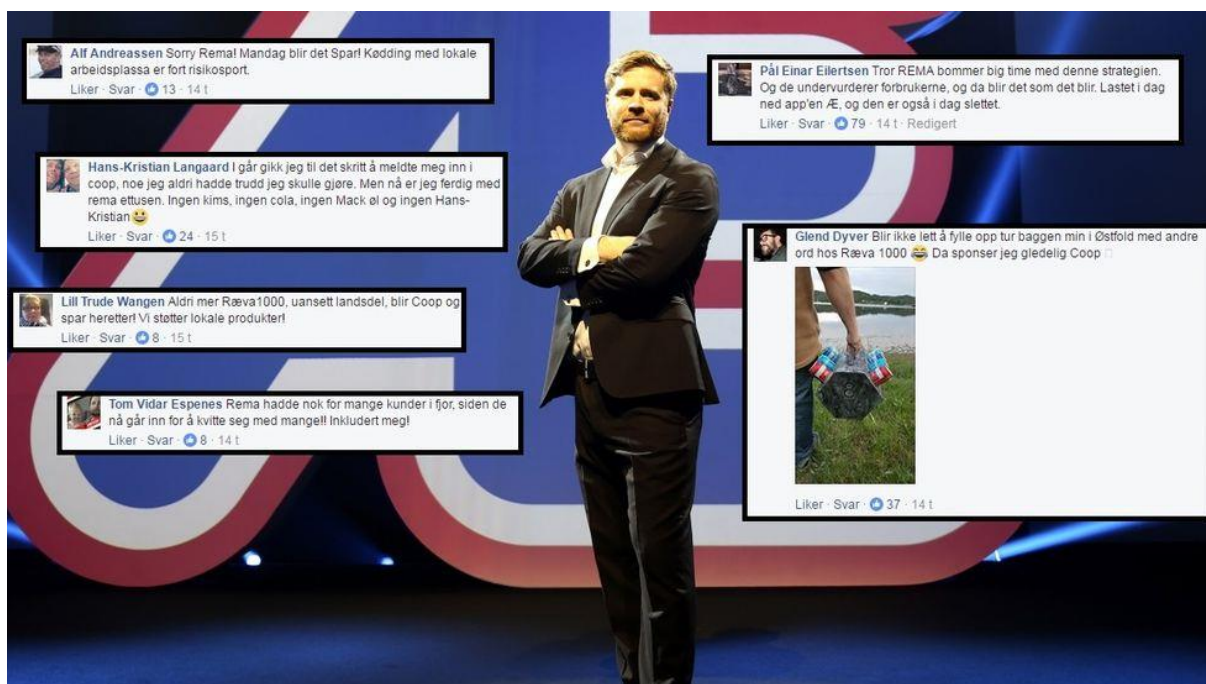 Alf Andreassen Sorry Rema! Mandag blir det Spar! Kødding med lokale
arbeidsplassa er fort risikosport.
Liker · Svar · 13 · 14 t
Hans-Kristian Langaard I går gikk jeg til det skritt å meldte meg inn i
coop, noe jeg aldri hadde trudd jeg skulle gjøre. Men nå er jeg ferdig med
rema ettusen. Ingen kims, ingen cola, ingen Mack øl og ingen Hans-
Kristian
Liker · Svar · 24 · 15 t
Lill Trude Wangen Aldri mer Ræva1000, uansett landsdel, blir Coop og
spar heretter! Vi støtter lokale produkter!
Liker · Svar · 8 · 15 t
Tom Vidar Espenes Rema hadde nok for mange kunder i fjor, siden de
nå går inn for å kvitte seg med mange!! Inkludert meg!
Liker · Svar · 8 · 14 t
Pål Einar Eilertsen Tror REMA bommer big time med denne strategien.
Og de undervurderer forbrukerne, og da blir det som det blir. Lastet i dag
ned app'en Æ, og den er også i dag slettet.
Liker · Svar · 79 · 14 t · Redigert
Glend Dyver Blir ikke lett å fylle opp tur baggen min i Østfold med andre
ord hos Ræva 1000 😂 Da sponser jeg gledelig Coop
Liker · Svar · 37 · 14 t